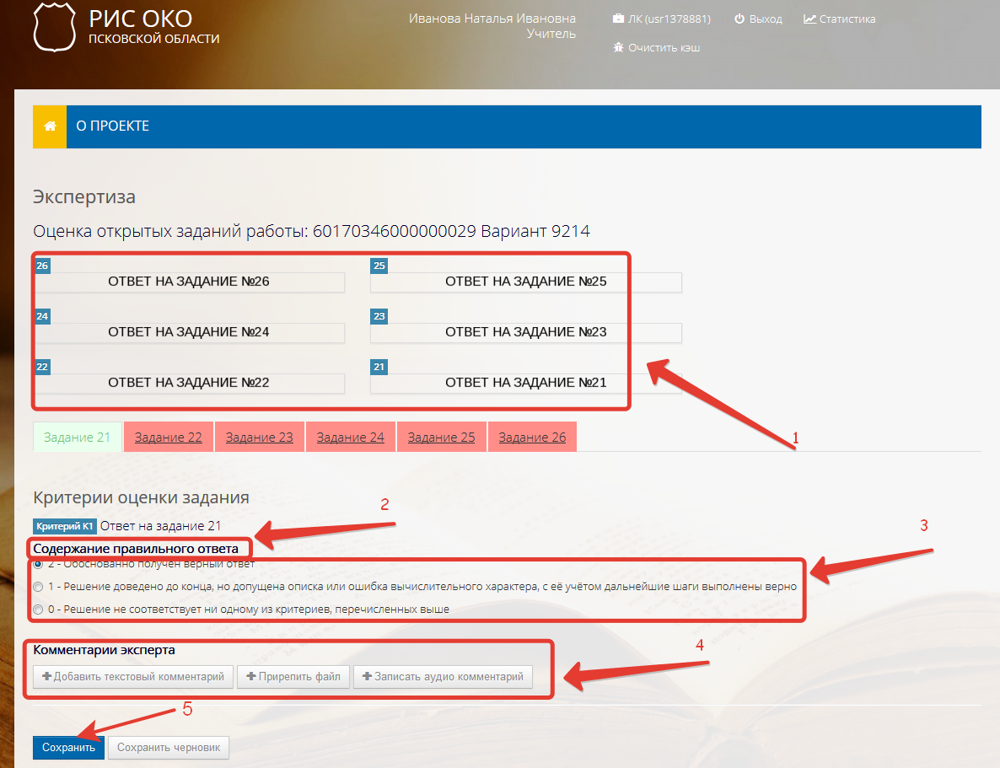 РИС ОКО
ПСКОВСКОЙ ОБЛАСТИ
Иванова Наталья Ивановна
Учитель
ЛК (usr1378881)
Выход
Статистика
Очистить кэш
О ПРОЕКТЕ
Экспертиза
Оценка открытых заданий работы: 60170346000000029 Вариант 9214
26
ОТВЕТ НА ЗАДАНИЕ №26
25
ОТВЕТ НА ЗАДАНИЕ №25
24
ОТВЕТ НА ЗАДАНИЕ №24
23
ОТВЕТ НА ЗАДАНИЕ №23
22
ОТВЕТ НА ЗАДАНИЕ №22
21
ОТВЕТ НА ЗАДАНИЕ №21
1
Задание 21 Задание 22 Задание 23 Задание 24 Задание 25 Задание 26
Критерии оценки задания
2
Критерий К1 Ответ на задание 21
3
Содержание правильного ответа
2 - Обоснованно получен верный ответ
1 - Решение доведено до конца, но допущена описка или ошибка вычислительного характера, с её учётом дальнейшие шаги выполнены верно
0 - Решение не соответствует ни одному из критериев, перечисленных выше
4
Комментарии эксперта
Добавить текстовый комментарий
Прирепить файл
Записать аудио комментарий
5
Сохранить
Сохранить черновик